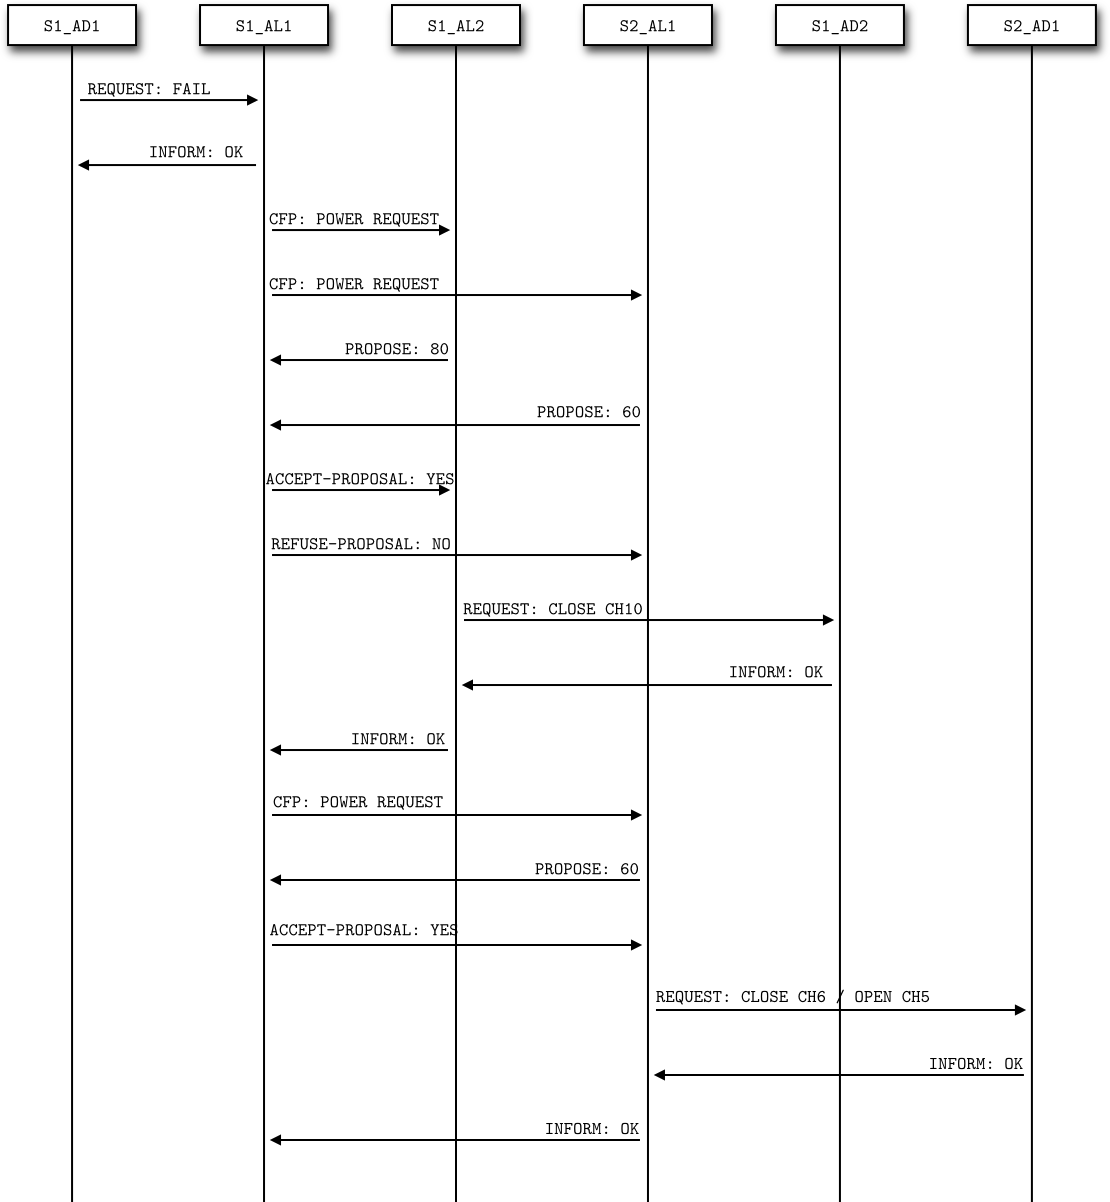 S1_AD1 S1_AL1 S1_AL2 S2_AL1 S1_AD2 S2_AD1
REQUEST: FAIL
INFORM: OK
CFP: POWER REQUEST
CFP: POWER REQUEST
PROPOSE: 80
PROPOSE: 60
ACCEPT-PROPOSAL: YES
REFUSE-PROPOSAL: NO
REQUEST: CLOSE CH10
INFORM: OK
INFORM: OK
CFP: POWER REQUEST
PROPOSE: 60
ACCEPT-PROPOSAL: YES
REQUEST: CLOSE CH6 / OPEN CH5
INFORM: OK
INFORM: OK